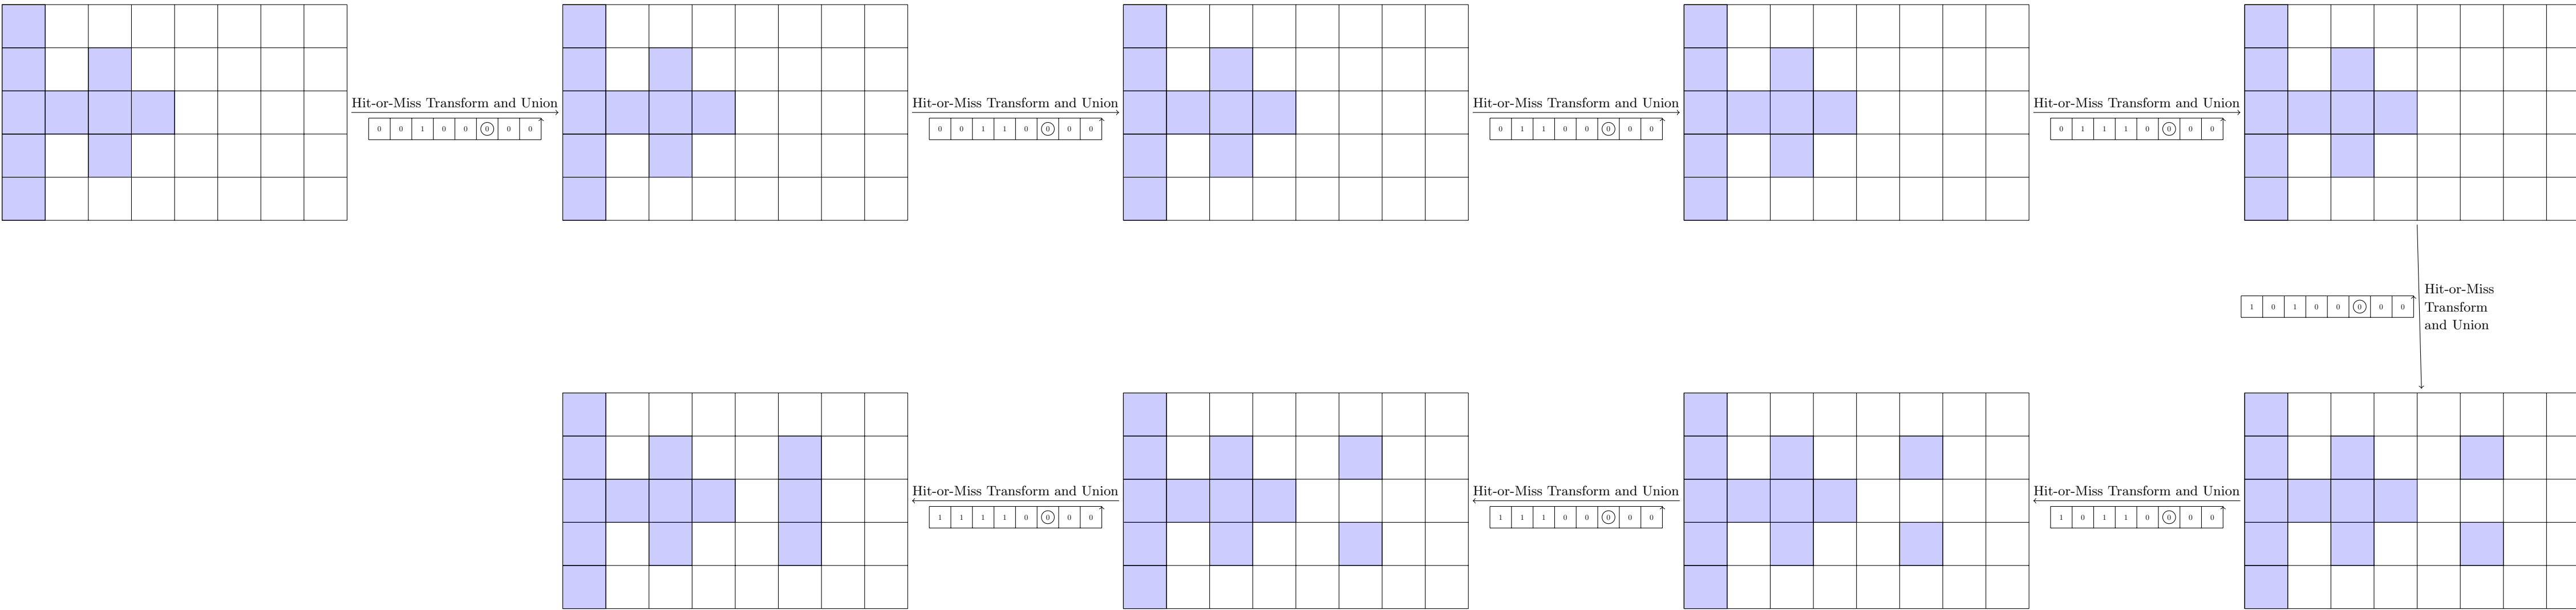 Hit-or-Miss Transform and Union
0 0 1 0 0 0 0 0
Hit-or-Miss Transform and Union
0 0 1 1 0 0 0 0
Hit-or-Miss Transform and Union
0 1 1 0 0 0 0 0
Hit-or-Miss Transform and Union
0 1 1 1 0 0 0 0
1 0 1 0 0 0 0 0
Hit-or-Miss
Transform
and Union
Hit-or-Miss Transform and Union
1 1 1 1 0 0 0 0
Hit-or-Miss Transform and Union
1 1 1 0 0 0 0 0
Hit-or-Miss Transform and Union
1 0 1 1 0 0 0 0